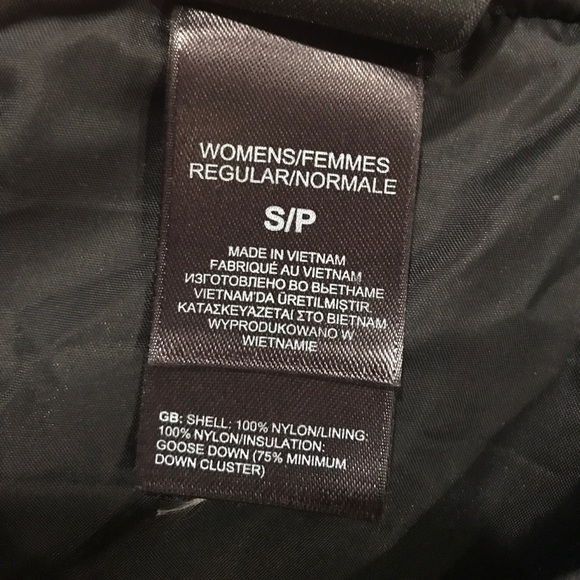 WOMENS/FEMMES
REGULAR/NORMALE
S/P
MADE IN VIETNAM
FABRIQUÉ AU VIETNAM
ИЗГОТОВЛЕНО ВО ВЬЕТНАМЕ
VIETNAM'DA ÜRETILMISTIR.
ΚΑΤΑΣΚΕΥΑΖΕΤΑΙ ΣΤΟ ΒΙΕΤΝΑΜ
WYPRODUKOWANO W
WIETNAMIE
GB: SHELL: 100% NYLON/LINING:
100% NYLON/INSULATION:
GOOSE DOWN (75% MINIMUM
DOWN CLUSTER)